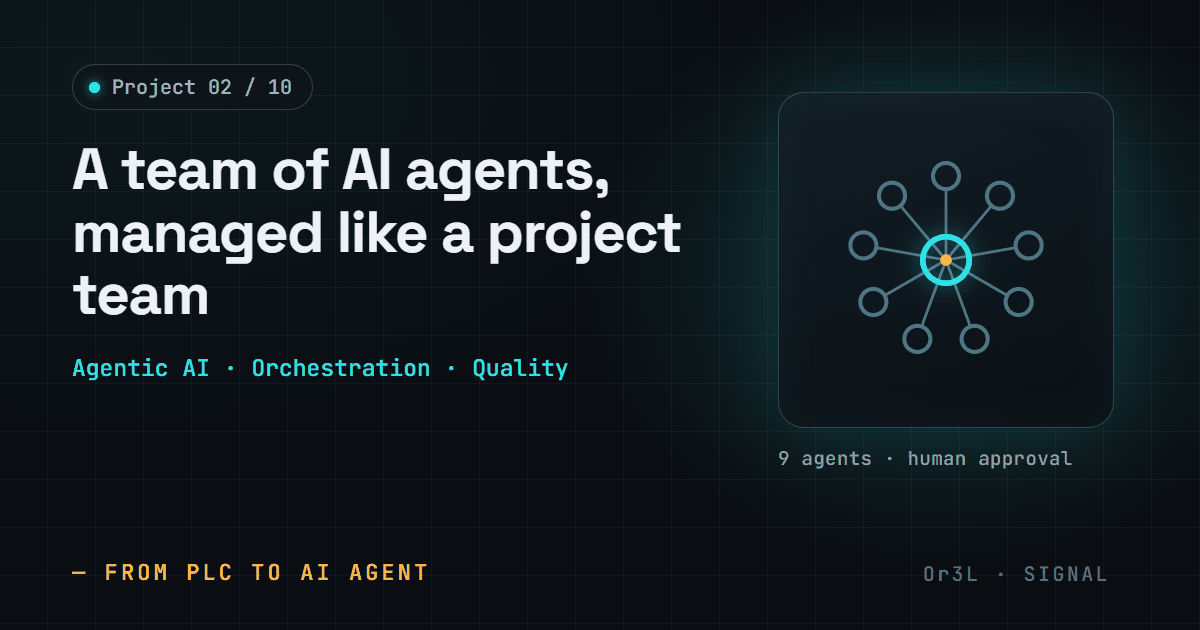 Project 02 / 10
A team of AI agents,
managed like a project
team
Agentic AI · Orchestration · Quality
9 agents · human approval
— FROM PLC TO AI AGENT
Or3L · SIGNAL